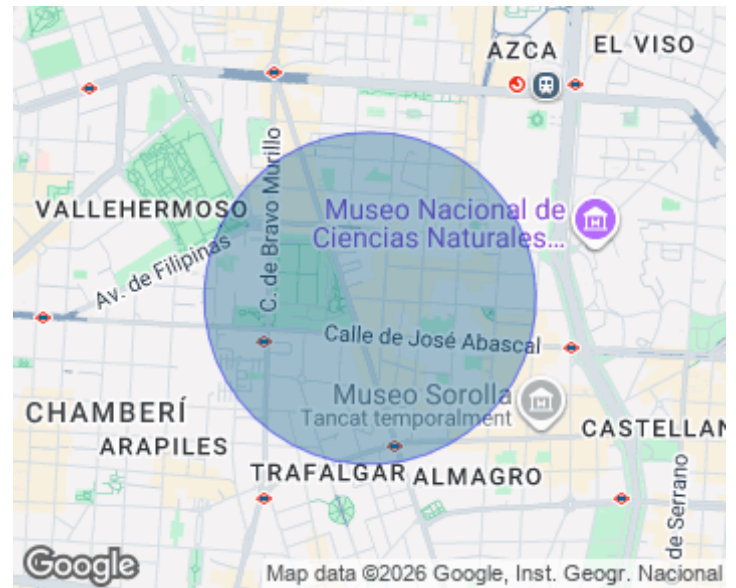 AZCA
EL VISO
C. de Bravo Murillo
VALLEHERMOSO
Museo Nacional de
Ciencias Naturales...
Av. de Filipinas
Calle de José Abascal
CHAMBERÍ
Museo Sorolla
Tancat temporalment
ARAPILES
CASTELLAN
TRAFALGAR
ALMAGRO
de Serrano
Google
Map data ©2026 Google, Inst. Geogr. Nacional